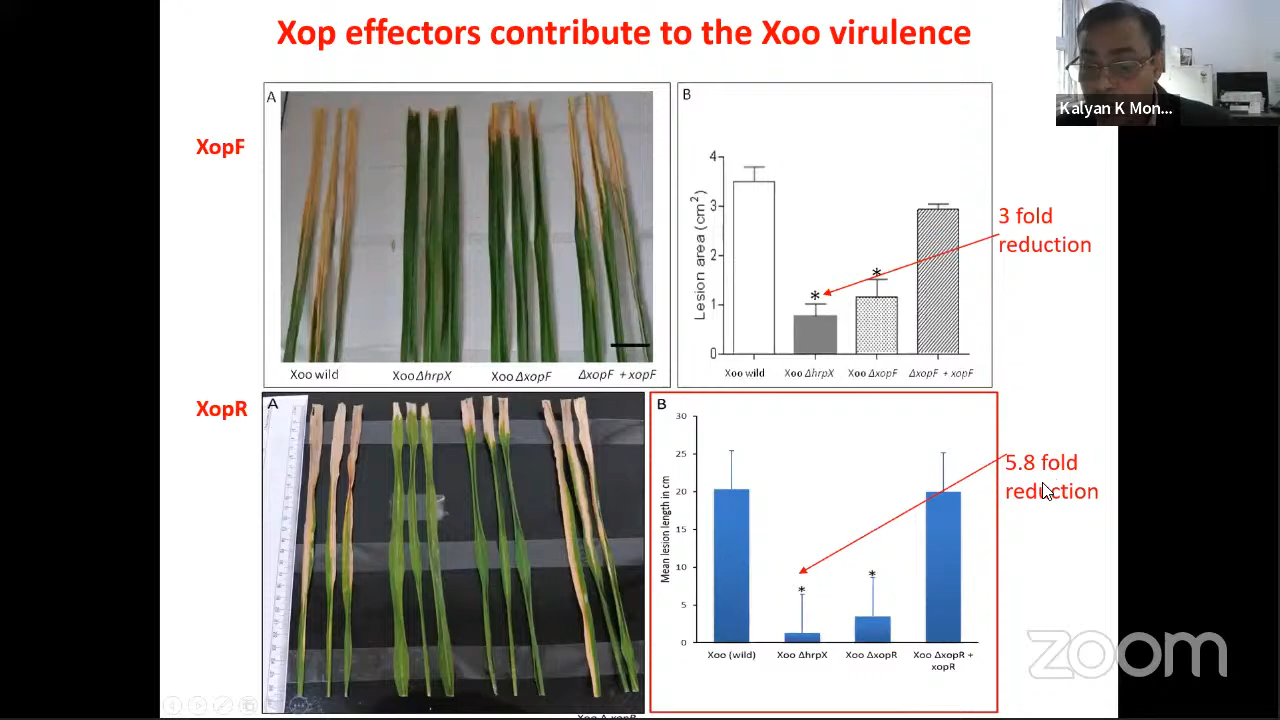 Xop effectors contribute to the Xoo virulence
Kalyan K Mon...
XopF
A
Xoo wild
Xoo ΔhrpX
Xoo ΔxopF
ΔxopF + xopF
B
4
3
2
1
0
Lesion area (cm²)
*
*
Xoo wild
Xoo ΔhrpX
Xoo ΔxopF
ΔxopF + xopF
3 fold
reduction
XopR
A
B
30
25
20
15
10
5
0
Mean lesion length in cm
*
*
Xoo (wild)
Xoo ΔhrpX
Xoo ΔxopR
Xoo ΔxopR +
xopR
5.8 fold
reduction
zoom